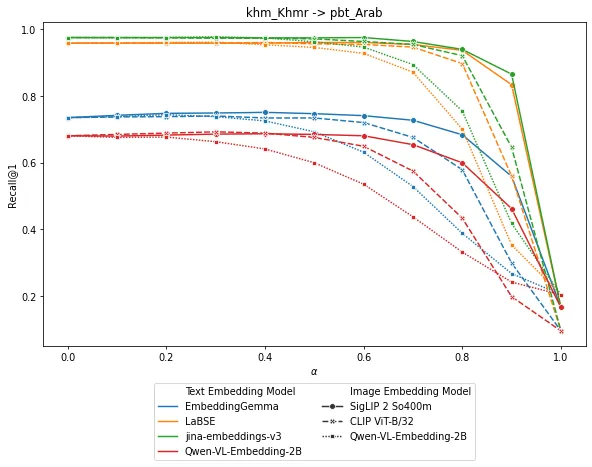 khm_Khmr -> pbt_Arab
1.0
0.8
0.6
0.4
0.2
Recall@1
0.0 0.2 0.4 0.6 0.8 1.0
α
Text Embedding Model Image Embedding Model
EmbeddingGemma SigLIP 2 So400m
LaBSE CLIP ViT-B/32
jina-embeddings-v3 Qwen-VL-Embedding-2B
Qwen-VL-Embedding-2B